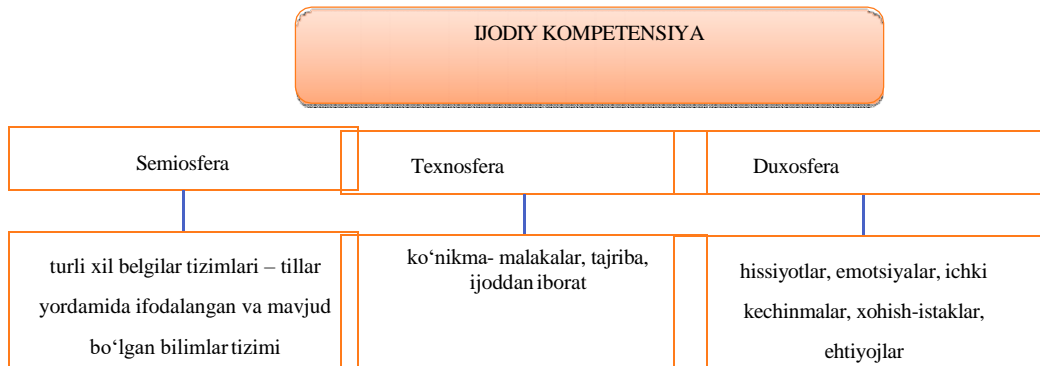 IJODIY KOMPETENSIYA
Semiosfera
Texnosfera
Duxosfera
turli xil belgilar tizimlari – tillar
yordamida ifodalangan va mavjud
bo‘lgan bilimlar tizimi
ko‘nikma- malakalar, tajriba,
ijoddan iborat
hissiyotlar, emotsiyalar, ichki
kechinmalar, xohish-istaklar,
ehtiyojlar